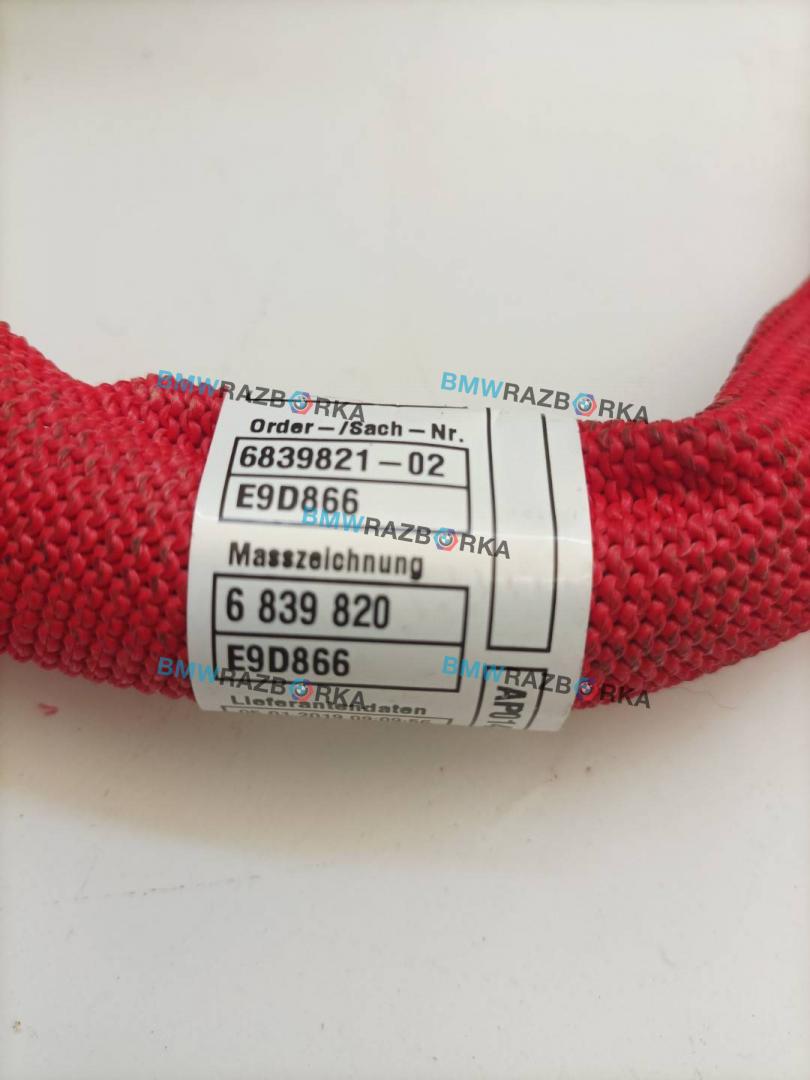 BMWRAZBORKA
BMWRAZBORKA
Order-/Sach-Nr.
6839821-02
E9D866
BMWRAZBORKA
Masszeichnung
6 839 820
E9D866
BMWRAZBORKA
BMWRAZBORKA
Lieferantendaten